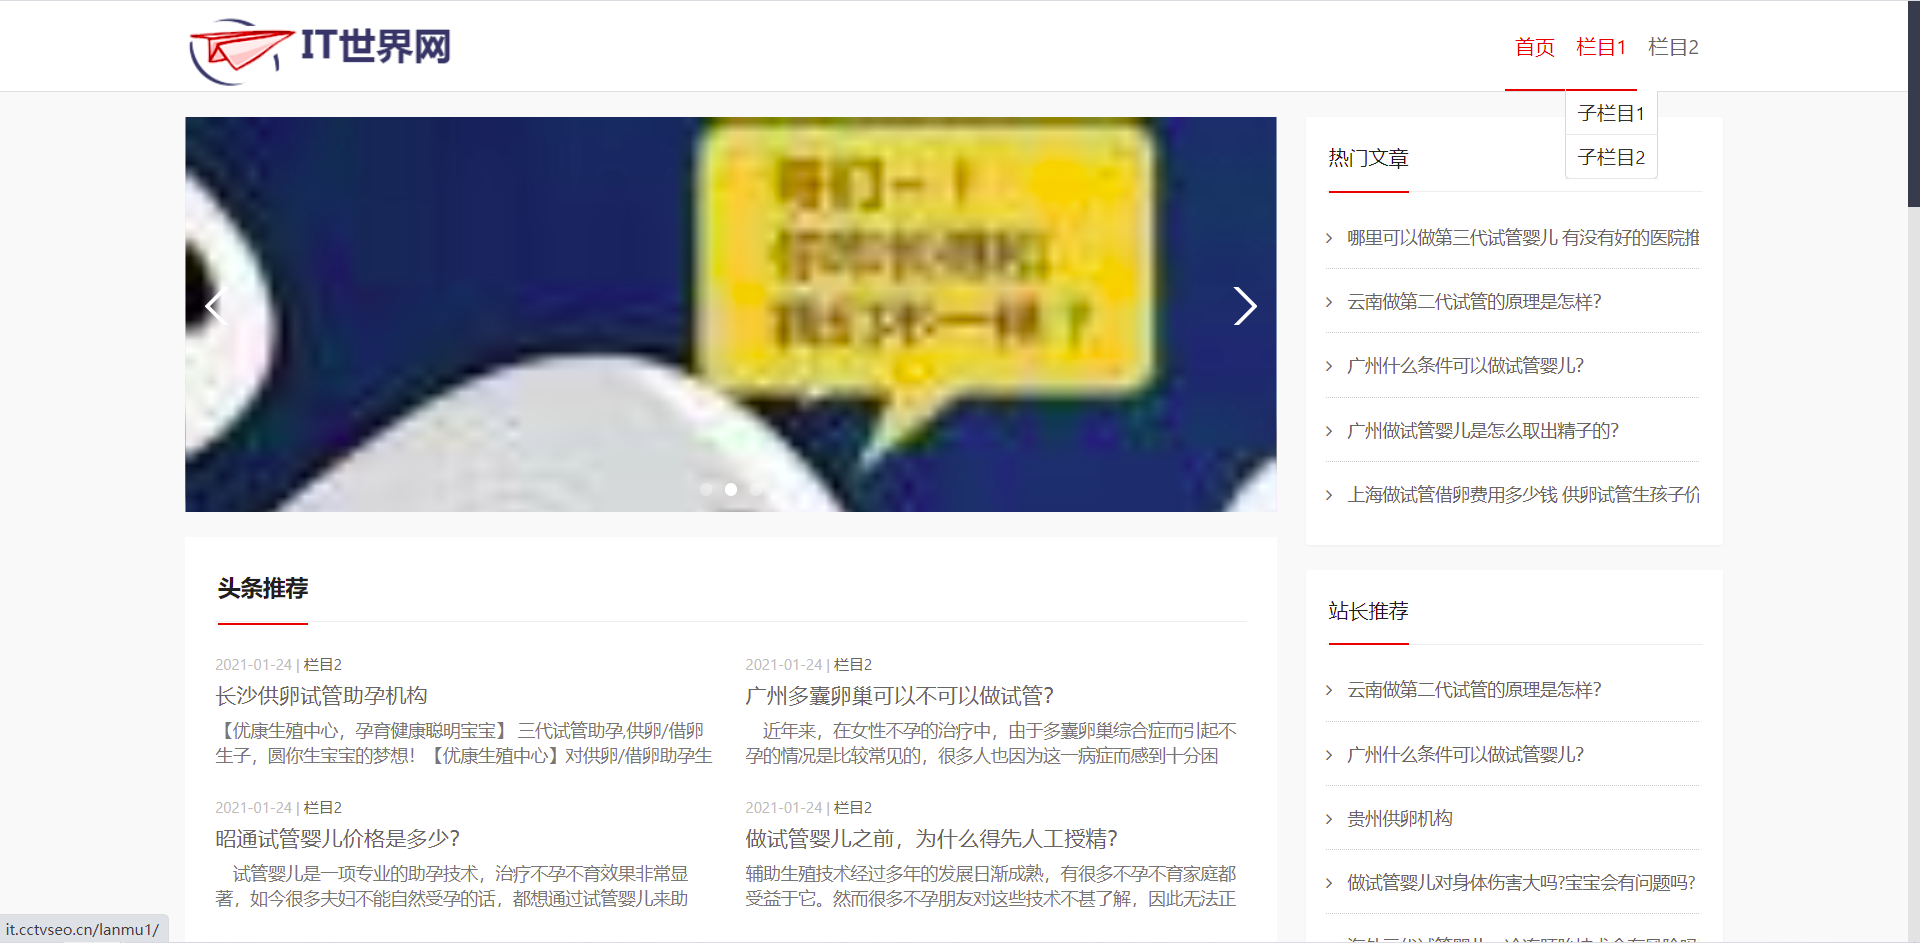 IT世界网
首页 栏目1 栏目2
子栏目1
子栏目2
热门文章
哪里可以做第三代试管婴儿 有没有好的医院推
云南做第二代试管的原理是怎样?
广州什么条件可以做试管婴儿?
广州做试管婴儿是怎么取出精子的?
上海做试管借卵费用多少钱 供卵试管生孩子价
头条推荐
2021-01-24 | 栏目2
长沙供卵试管助孕机构
【优康生殖中心，孕育健康聪明宝宝】 三代试管助孕,供卵/借卵
生子，圆你生宝宝的梦想！【优康生殖中心】对供卵/借卵助孕生
2021-01-24 | 栏目2
广州多囊卵巢可以不可以做试管?
近年来，在女性不孕的治疗中，由于多囊卵巢综合症而引起不
孕的情况是比较常见的，很多人也因为这一病症而感到十分困
2021-01-24 | 栏目2
昭通试管婴儿价格是多少?
试管婴儿是一项专业的助孕技术，治疗不孕不育效果非常显
著，如今很多夫妇不能自然受孕的话，都想通过试管婴儿来助
2021-01-24 | 栏目2
做试管婴儿之前，为什么得先人工授精?
辅助生殖技术经过多年的发展日渐成熟，有很多不孕不育家庭都
受益于它。然而很多不孕朋友对这些技术不甚了解，因此无法正
站长推荐
云南做第二代试管的原理是怎样?
广州什么条件可以做试管婴儿?
贵州供卵机构
做试管婴儿对身体伤害大吗?宝宝会有问题吗?
it.cctvseo.cn/lanmu1/